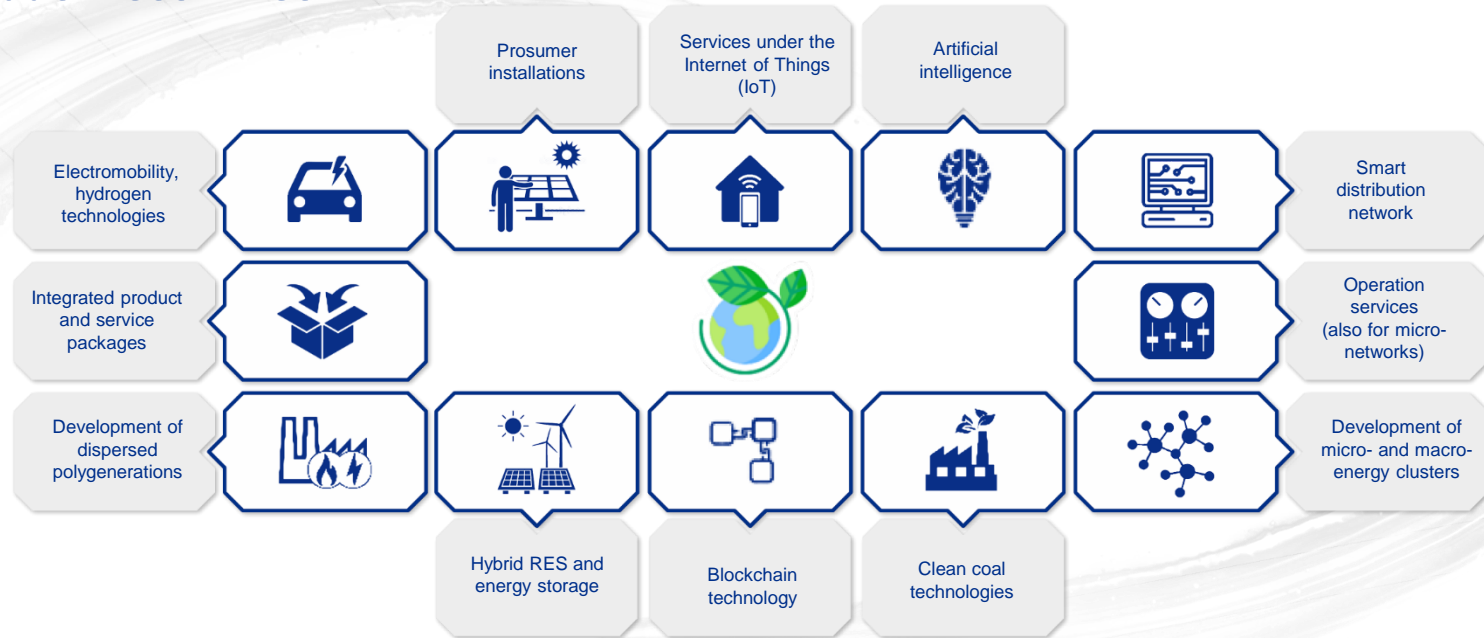 Prosumer
installations
Services under the
Internet of Things
(IoT)
Artificial
intelligence
Electromobility,
hydrogen
technologies
Smart
distribution
network
Integrated product
and service
packages
Operation
services
(also for micro-
networks)
Development of
dispersed
polygenerations
Development of
micro- and macro-
energy clusters
Hybrid RES and
energy storage
Blockchain
technology
Clean coal
technologies